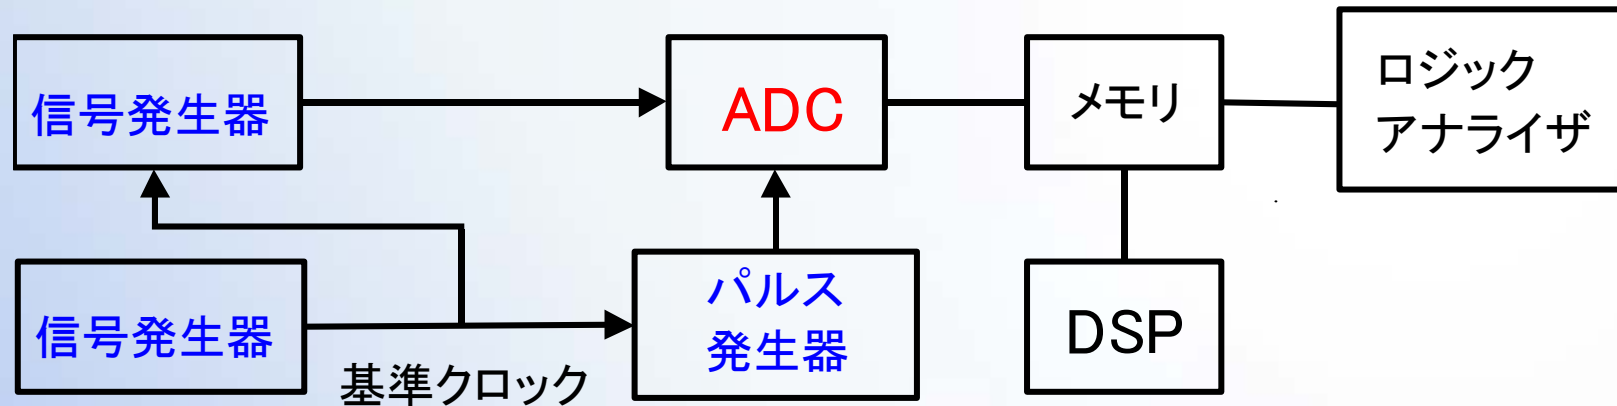 信号発生器
ADC
メモリ
ロジック
アナライザ
信号発生器
基準クロック
パルス
発生器
DSP